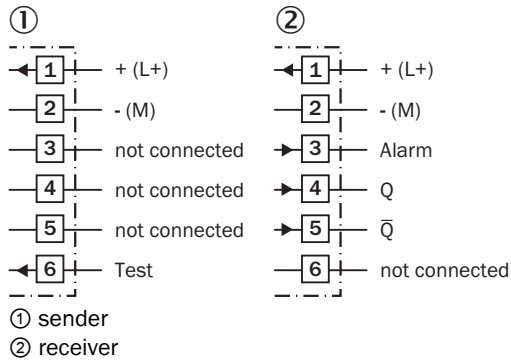 ① ②
1 + (L+) 1 + (L+)
2 - (M) 2 - (M)
3 not connected 3 Alarm
4 not connected 4 Q
5 not connected 5 Q̅
6 Test 6 not connected
① sender
② receiver